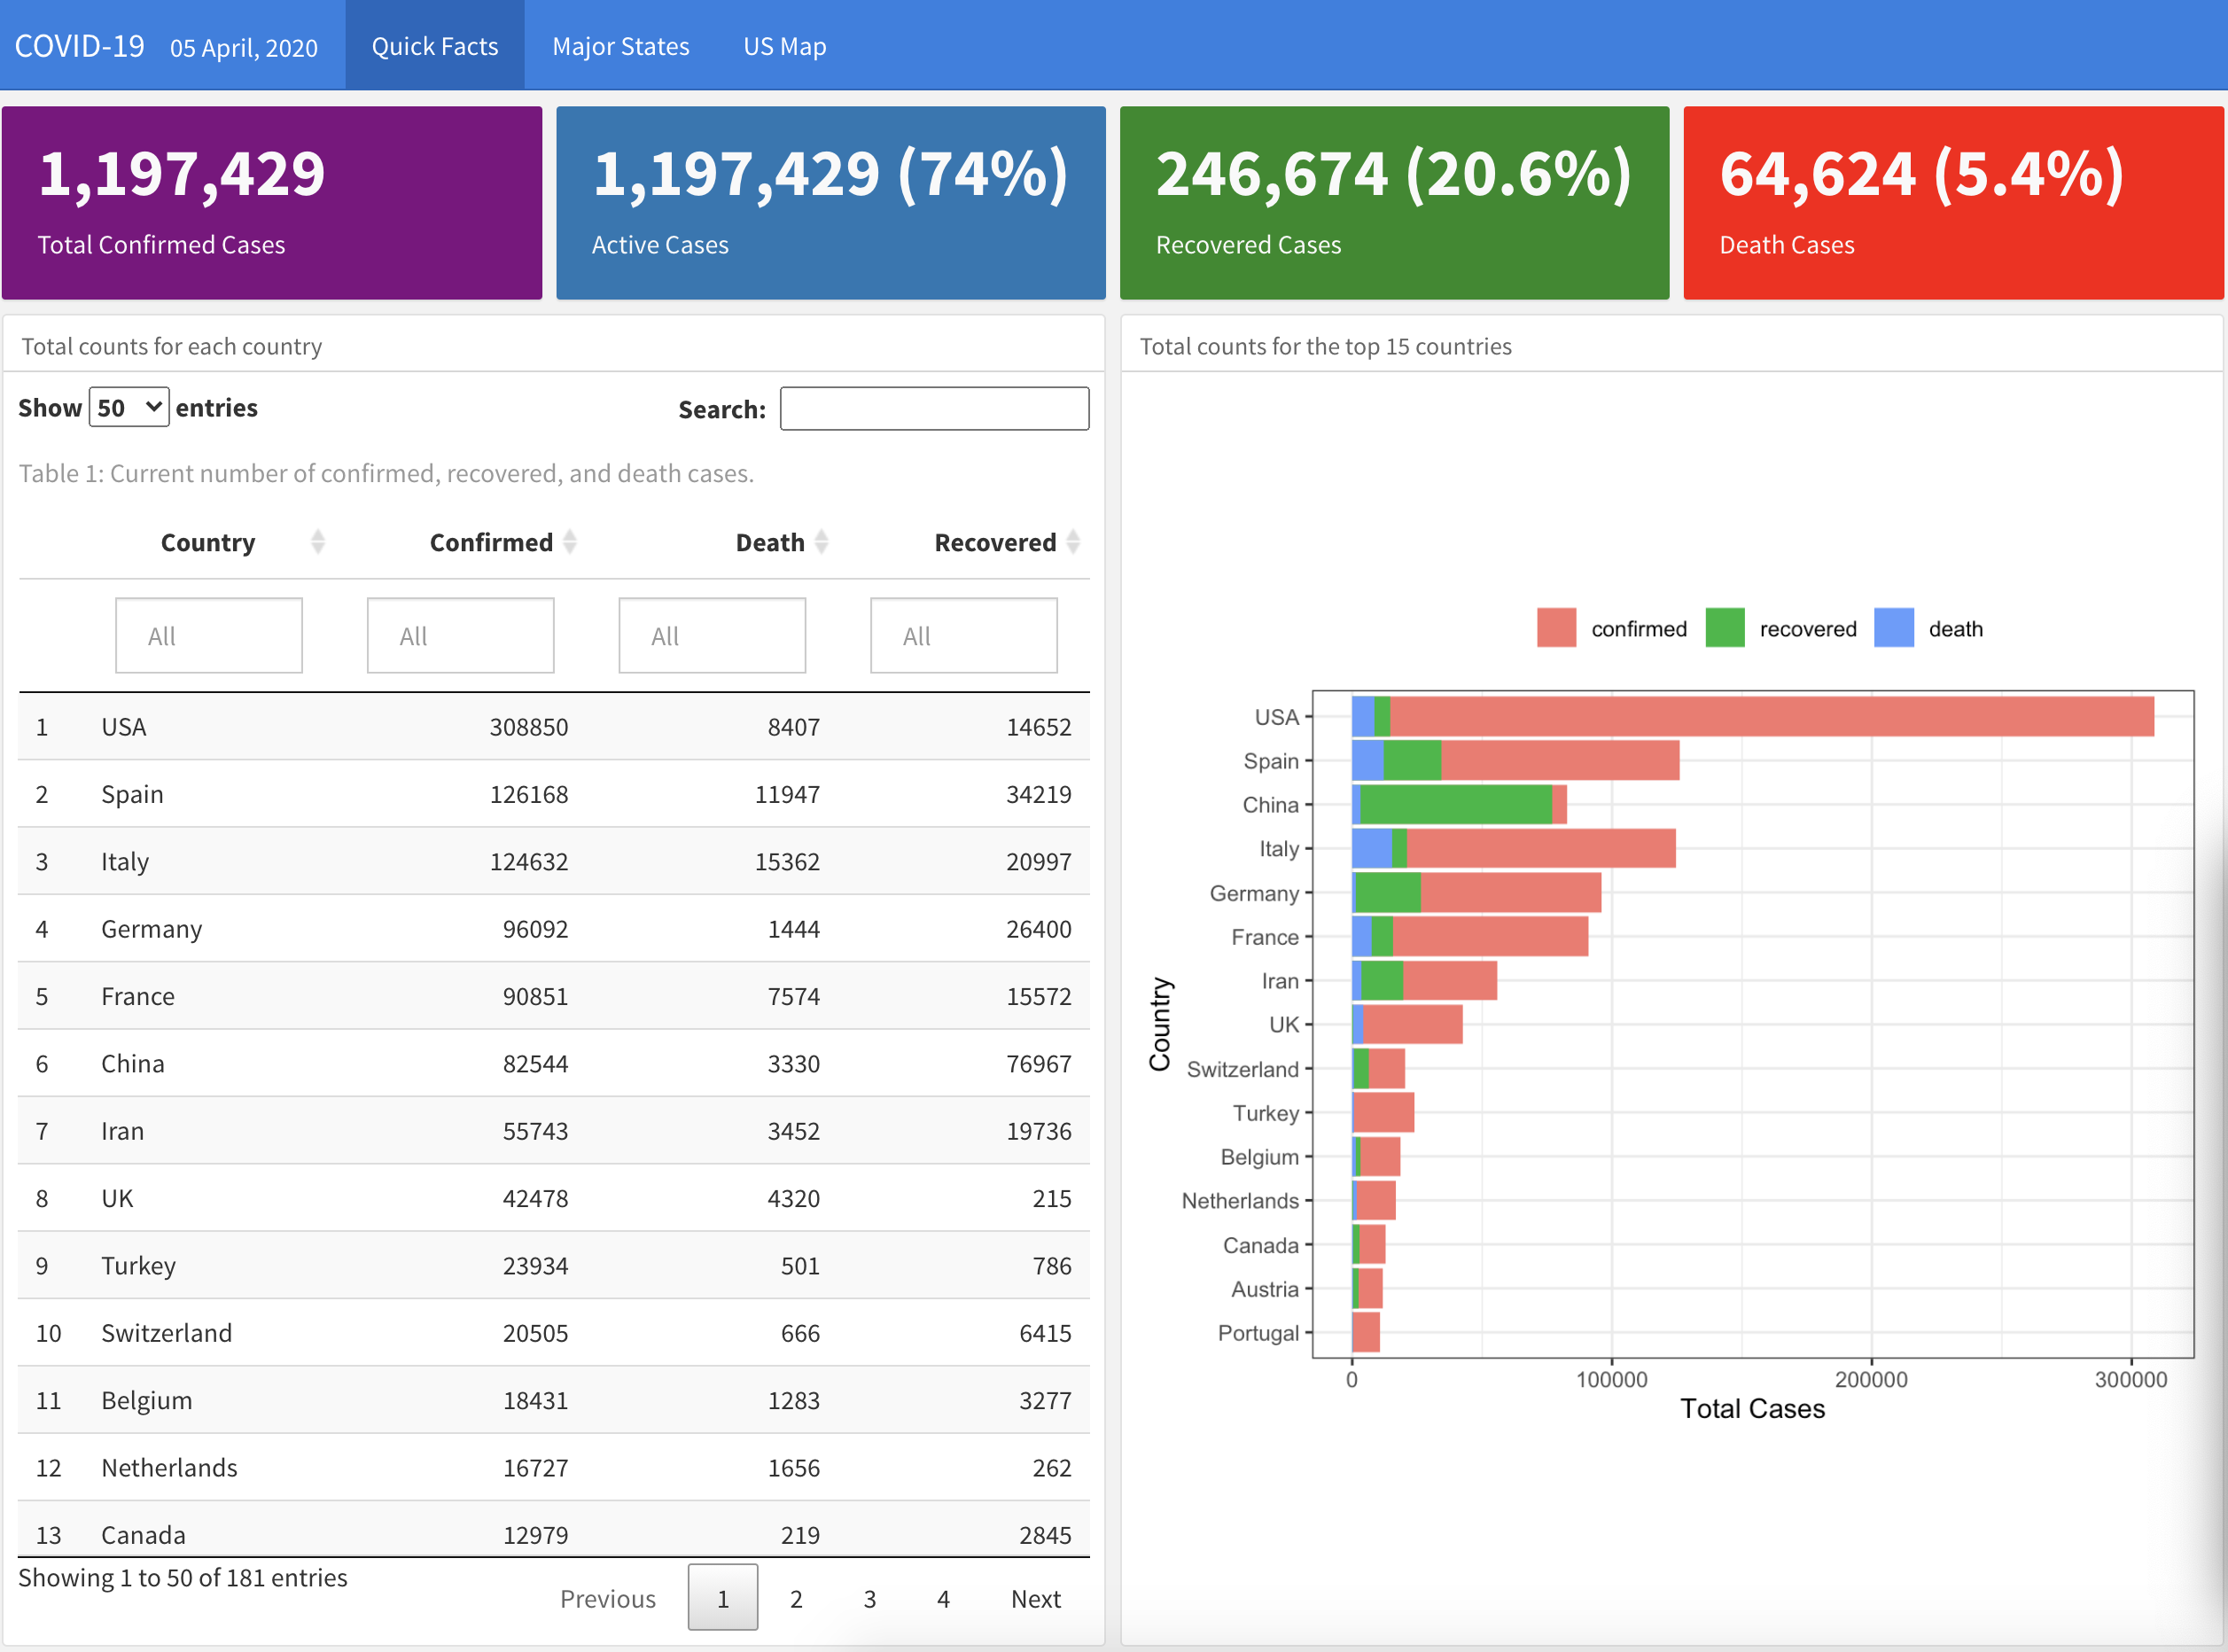 COVID-19 05 April, 2020 Quick Facts Major States US Map
1,197,429
Total Confirmed Cases
1,197,429 (74%)
Active Cases
246,674 (20.6%)
Recovered Cases
64,624 (5.4%)
Death Cases
Total counts for each country
Show 50 entries Search:
Table 1: Current number of confirmed, recovered, and death cases.
Country Confirmed Death Recovered
All All All All
1 USA 308850 8407 14652
2 Spain 126168 11947 34219
3 Italy 124632 15362 20997
4 Germany 96092 1444 26400
5 France 90851 7574 15572
6 China 82544 3330 76967
7 Iran 55743 3452 19736
8 UK 42478 4320 215
9 Turkey 23934 501 786
10 Switzerland 20505 666 6415
11 Belgium 18431 1283 3277
12 Netherlands 16727 1656 262
13 Canada 12979 219 2845
Showing 1 to 50 of 181 entries
Previous 1 2 3 4 Next
Total counts for the top 15 countries
confirmed recovered death
Country
USA
Spain
China
Italy
Germany
France
Iran
UK
Switzerland
Turkey
Belgium
Netherlands
Canada
Austria
Portugal
0 100000 200000 300000
Total Cases